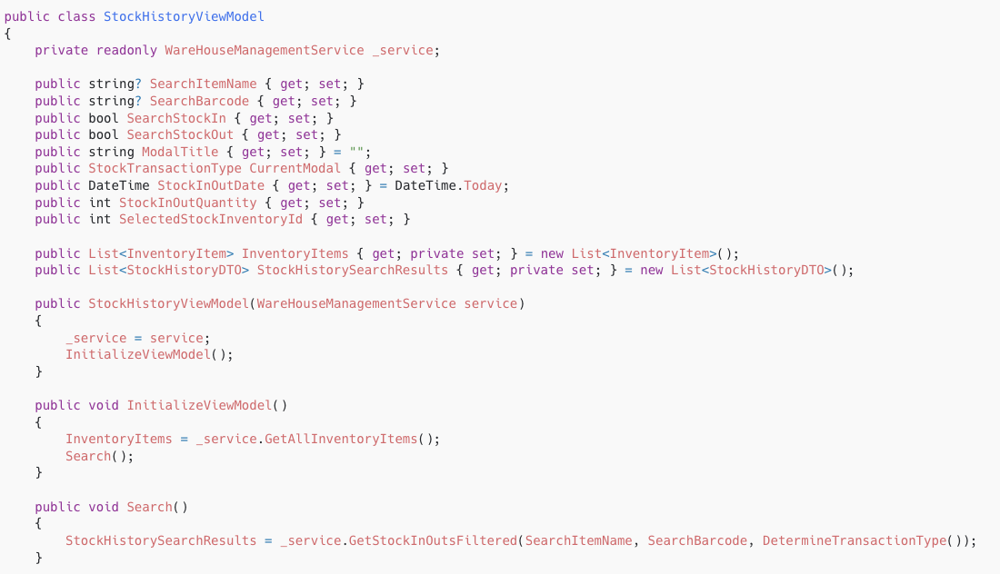 public class StockHistoryViewModel
{
    private readonly WareHouseManagementService _service;

    public string? SearchItemName { get; set; }
    public string? SearchBarcode { get; set; }
    public bool SearchStockIn { get; set; }
    public bool SearchStockOut { get; set; }
    public string ModalTitle { get; set; } = "";
    public StockTransactionType CurrentModal { get; set; }
    public DateTime StockInOutDate { get; set; } = DateTime.Today;
    public int StockInOutQuantity { get; set; }
    public int SelectedStockInventoryId { get; set; }

    public List<InventoryItem> InventoryItems { get; private set; } = new List<InventoryItem>();
    public List<StockHistoryDTO> StockHistorySearchResults { get; private set; } = new List<StockHistoryDTO>();

    public StockHistoryViewModel(WareHouseManagementService service)
    {
        _service = service;
        InitializeViewModel();
    }

    public void InitializeViewModel()
    {
        InventoryItems = _service.GetAllInventoryItems();
        Search();
    }

    public void Search()
    {
        StockHistorySearchResults = _service.GetStockInOutsFiltered(SearchItemName, SearchBarcode, DetermineTransactionType());
    }